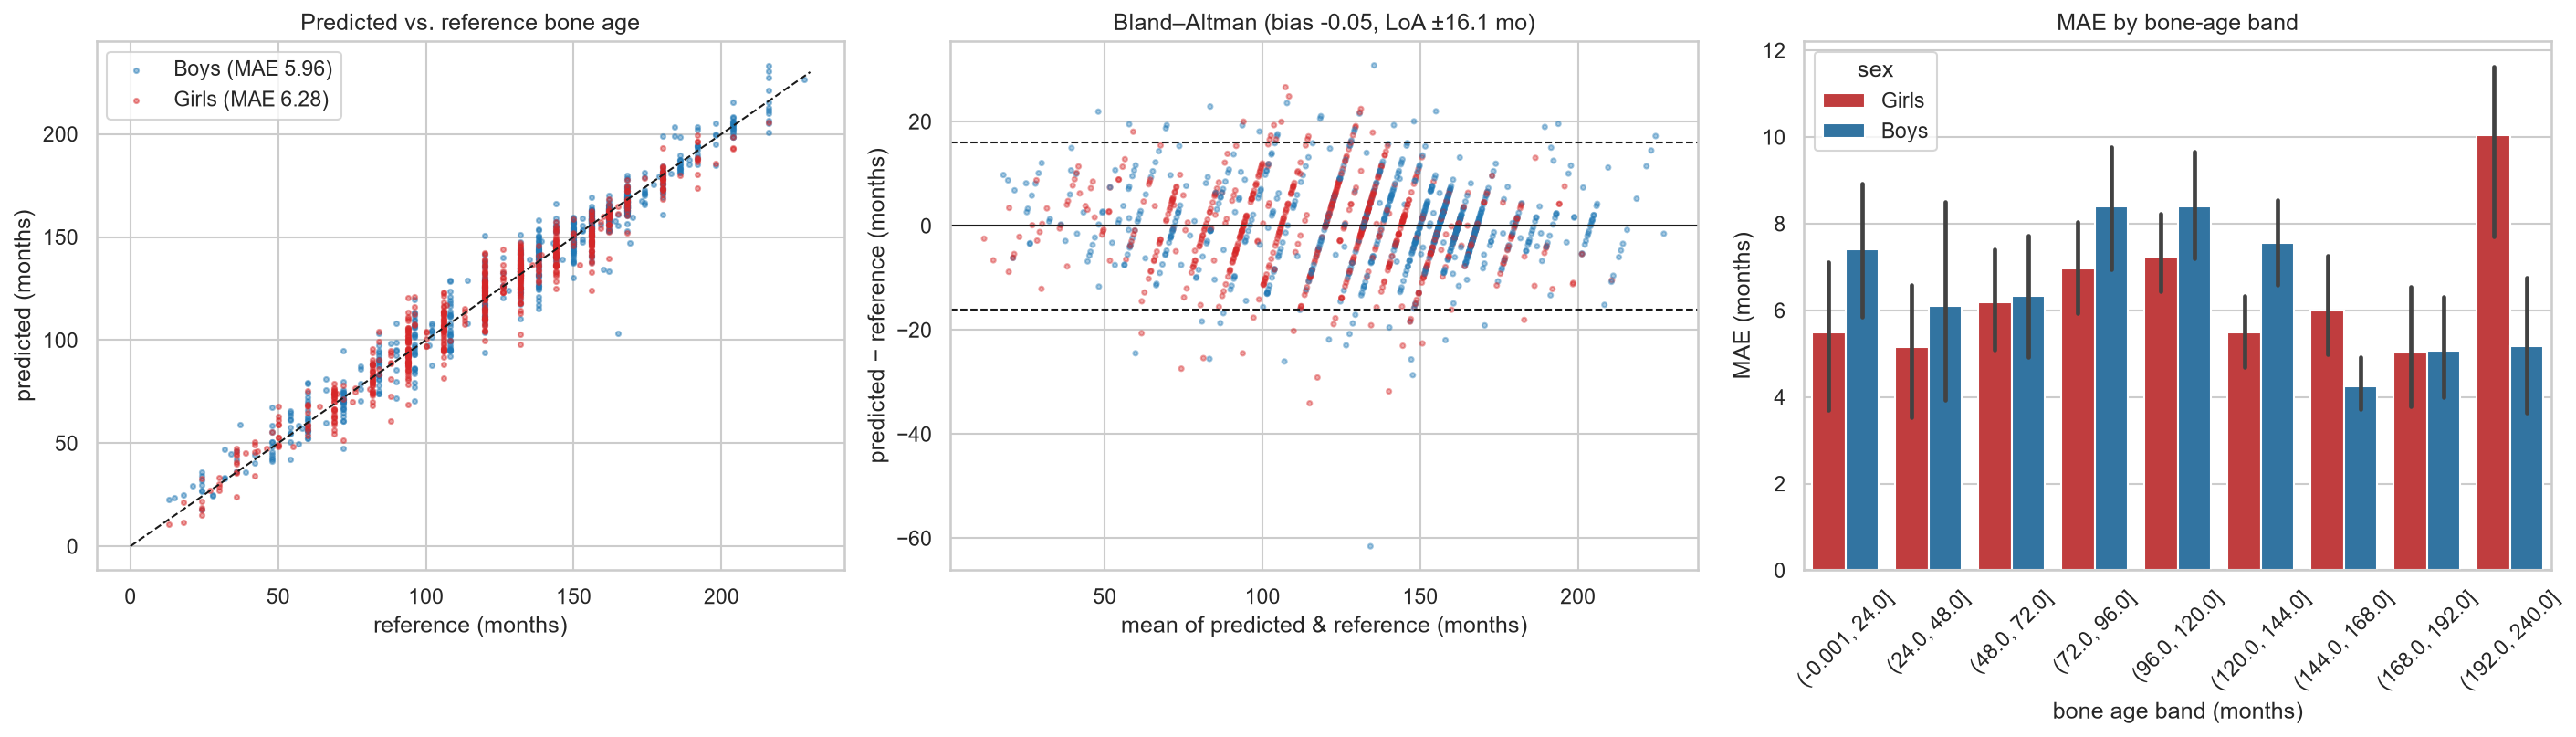 Predicted vs. reference bone age
Boys (MAE 5.96)
Girls (MAE 6.28)
predicted (months)
200
150
100
50
0
0 50 100 150 200
reference (months)
Bland–Altman (bias -0.05, LoA ±16.1 mo)
predicted − reference (months)
20
0
−20
−40
−60
50 100 150 200
mean of predicted & reference (months)
MAE by bone-age band
sex
Girls
Boys
MAE (months)
12
10
8
6
4
2
0
(-0.001, 24.0]
(24.0, 48.0]
(48.0, 72.0]
(72.0, 96.0]
(96.0, 120.0]
(120.0, 144.0]
(144.0, 168.0]
(168.0, 192.0]
(192.0, 240.0]
bone age band (months)